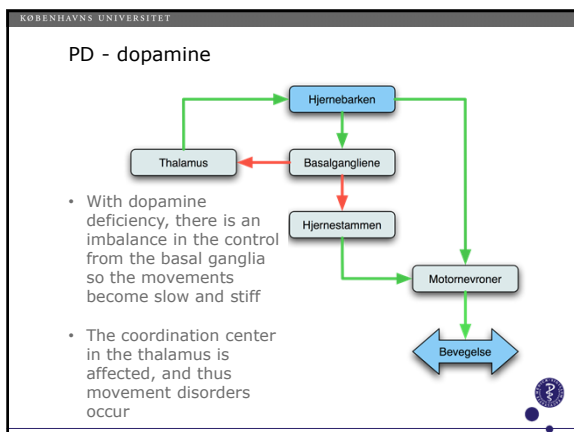 KØBENHAVNS UNIVERSITET
PD - dopamine
Hjernebarken
Thalamus
Basalgangliene
Hjernestammen
Motornevroner
Bevegelse
• With dopamine
deficiency, there is an
imbalance in the control
from the basal ganglia
so the movements
become slow and stiff
• The coordination center
in the thalamus is
affected, and thus
movement disorders
occur